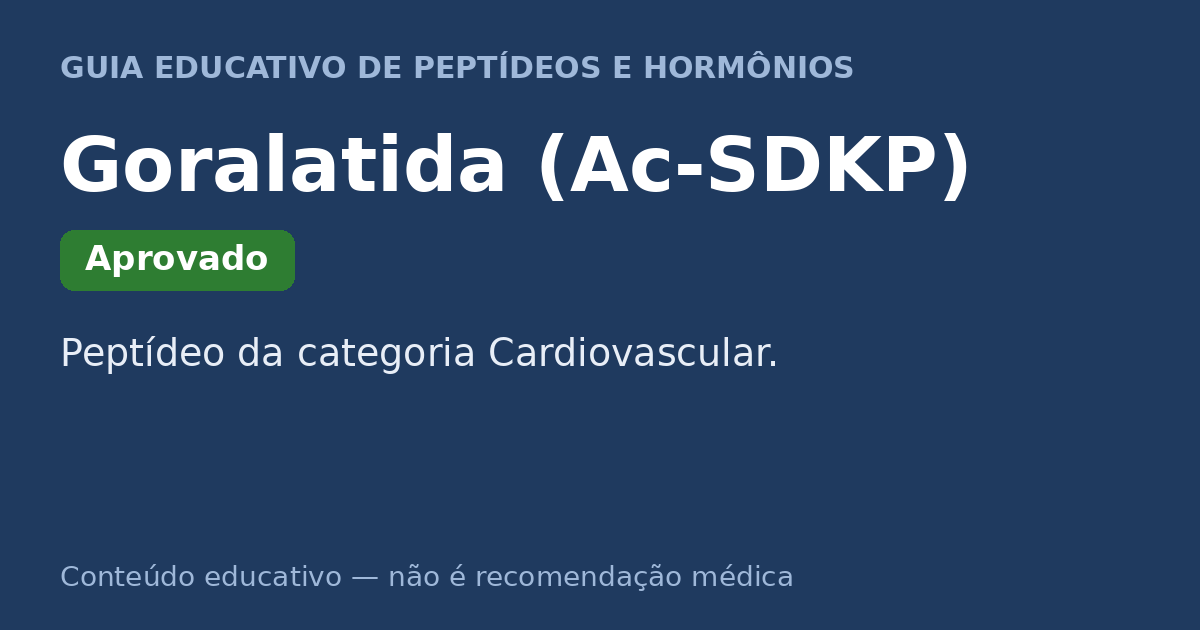 GUIA EDUCATIVO DE PEPTÍDEOS E HORMÔNIOS
Goralatida (Ac-SDKP)
Aprovado
Peptídeo da categoria Cardiovascular.
Conteúdo educativo — não é recomendação médica